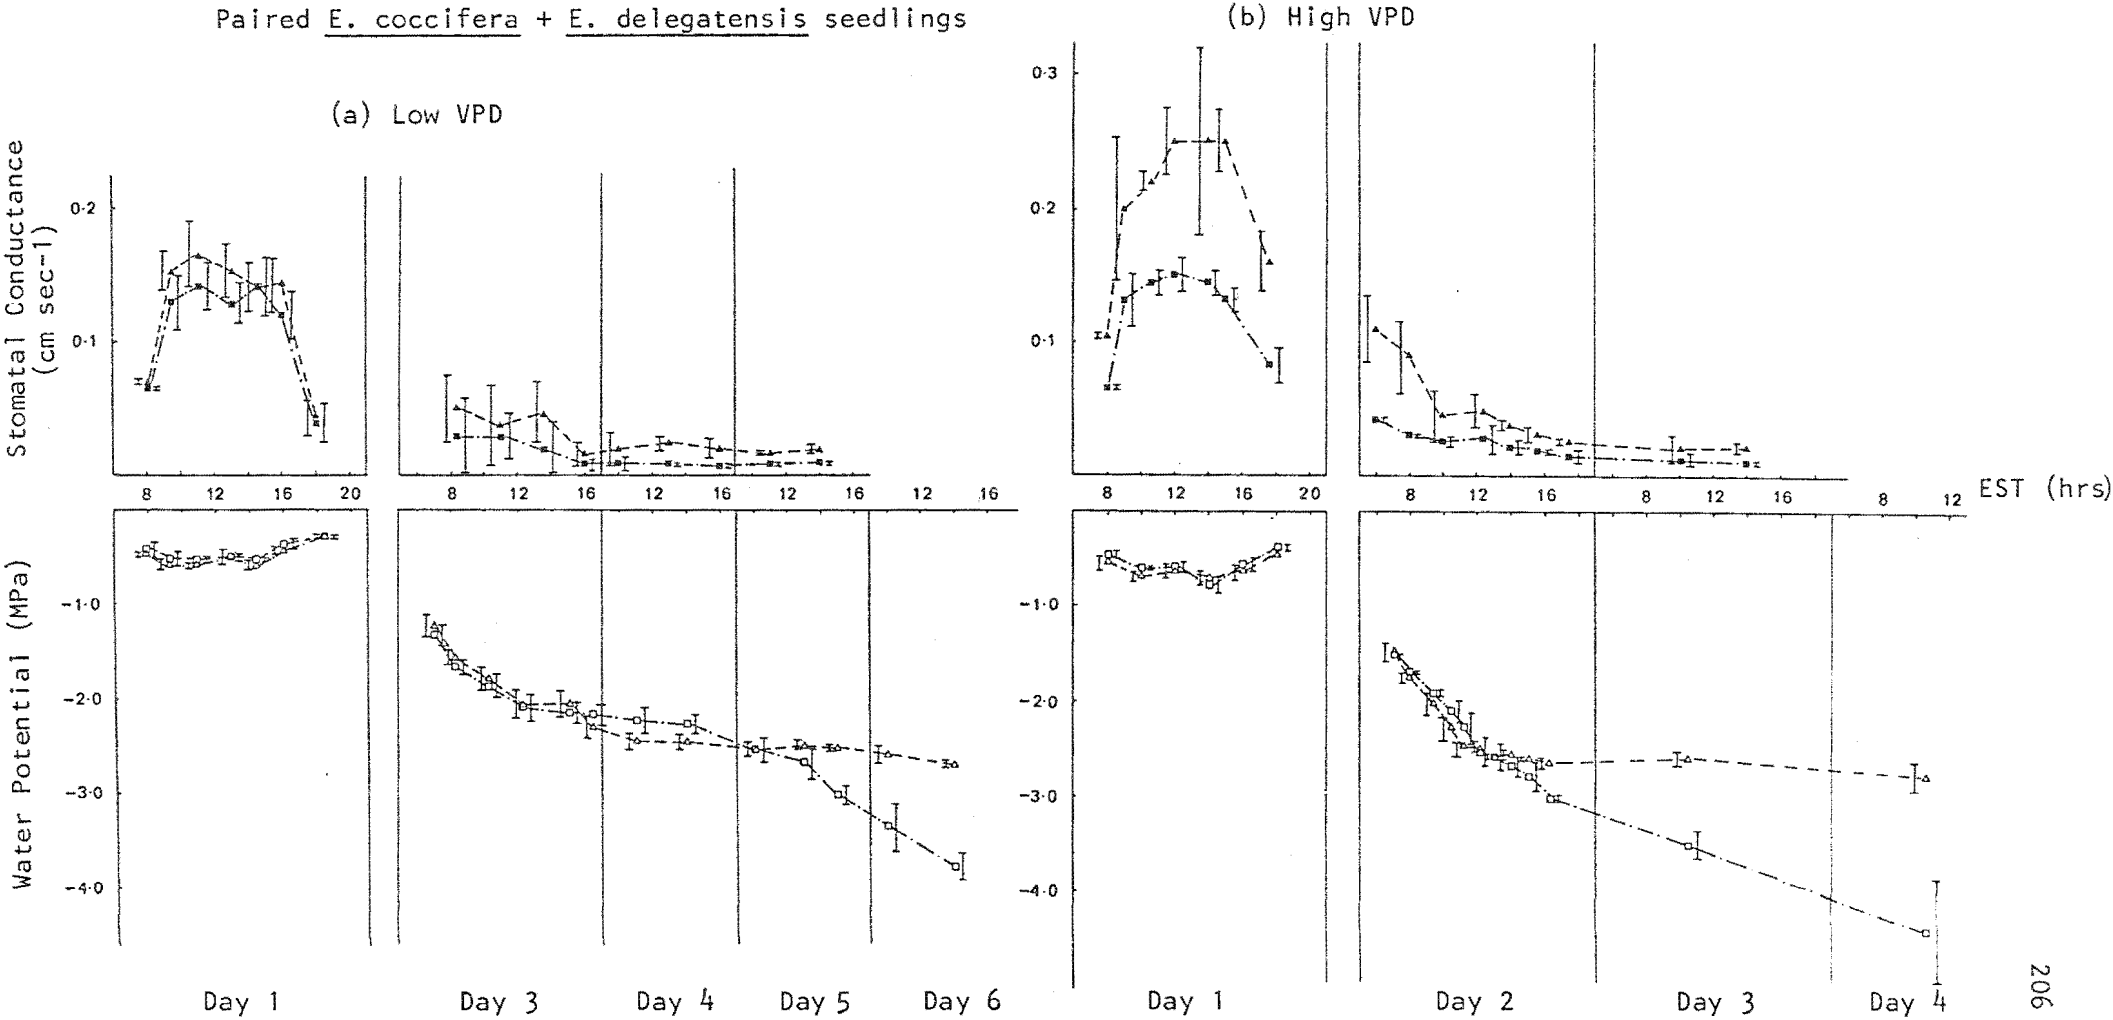 Paired E. coccifera + E. delegatensis seedlings
(b) High VPD
(a) Low VPD
Stomatal Conductance
(cm sec-1)
0·2
0·1
0·3
0·2
0·1
8 12 16 20
8 12 16 12 16 12 16 12 16
8 12 16 20
8 12 16 8 12 16 8 12
EST (hrs)
Water Potential (MPa)
-1·0
-2·0
-3·0
-4·0
-1·0
-2·0
-3·0
-4·0
Day 1 Day 3 Day 4 Day 5 Day 6
Day 1 Day 2 Day 3 Day 4
206